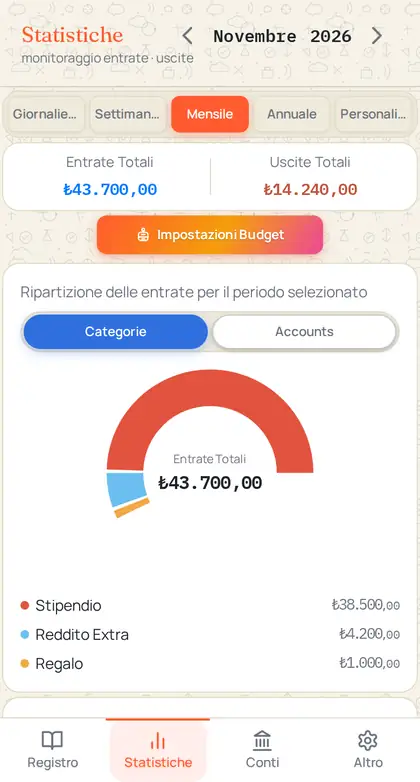 Statistiche
Novembre 2026
monitoraggio entrate · uscite
Giornalie...
Settiman...
Mensile
Annuale
Personali...
Entrate Totali
Uscite Totali
₺43.700,00
₺14.240,00
Impostazioni Budget
Ripartizione delle entrate per il periodo selezionato
Categorie
Accounts
Entrate Totali
₺43.700,00
Stipendio
₺38.500,00
Reddito Extra
₺4.200,00
Regalo
₺1.000,00
Registro
Statistiche
Conti
Altro